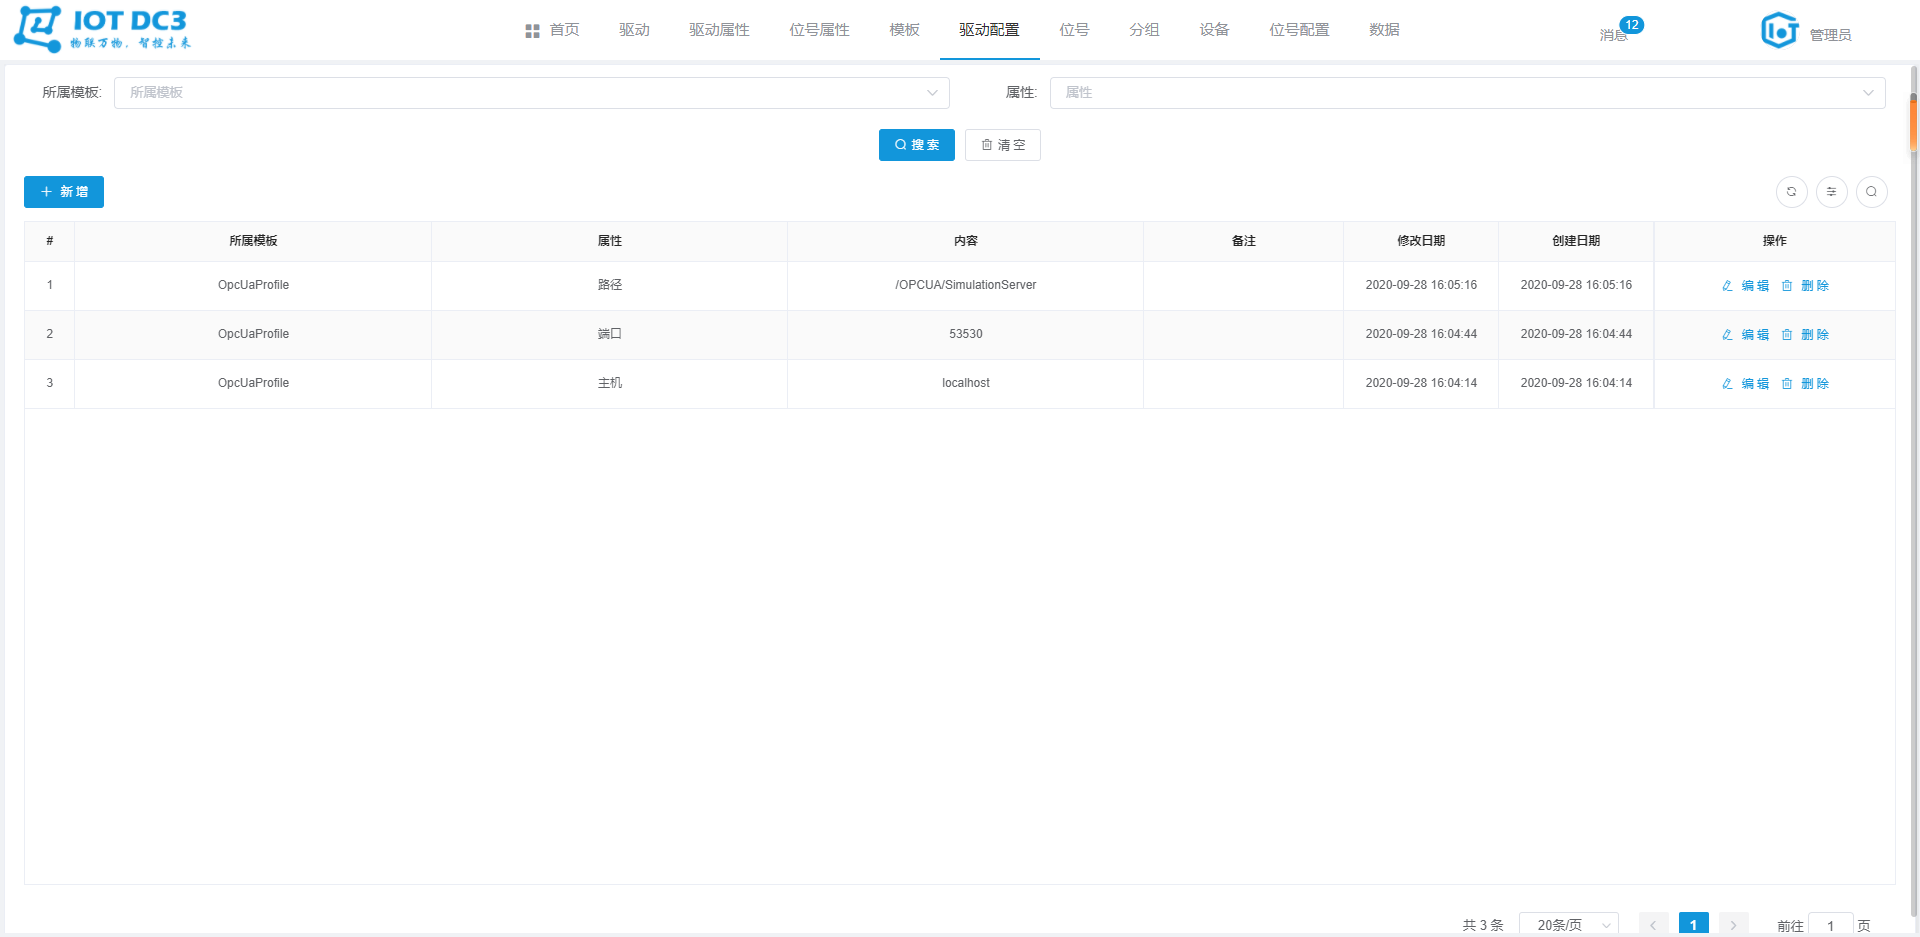 IOT DC3
物联万物，智控未来
首页 驱动 驱动属性 位号属性 模板 驱动配置 位号 分组 设备 位号配置 数据 消息 12 IoT 管理员
所属模板: 所属模板 属性: 属性
搜 索 清 空
新 增
# 所属模板 属性 内容 备注 修改日期 创建日期 操作
1 OpcUaProfile 路径 /OPCUA/SimulationServer 2020-09-28 16:05:16 2020-09-28 16:05:16 编 辑 删 除
2 OpcUaProfile 端口 53530 2020-09-28 16:04:44 2020-09-28 16:04:44 编 辑 删 除
3 OpcUaProfile 主机 localhost 2020-09-28 16:04:14 2020-09-28 16:04:14 编 辑 删 除
共 3 条 20条/页 1 前往 1 页